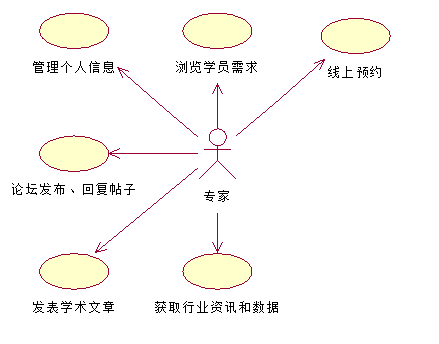 管理个人信息
浏览学员需求
线上预约
论坛发布、回复帖子
专家
发表学术文章
获取行业资讯和数据